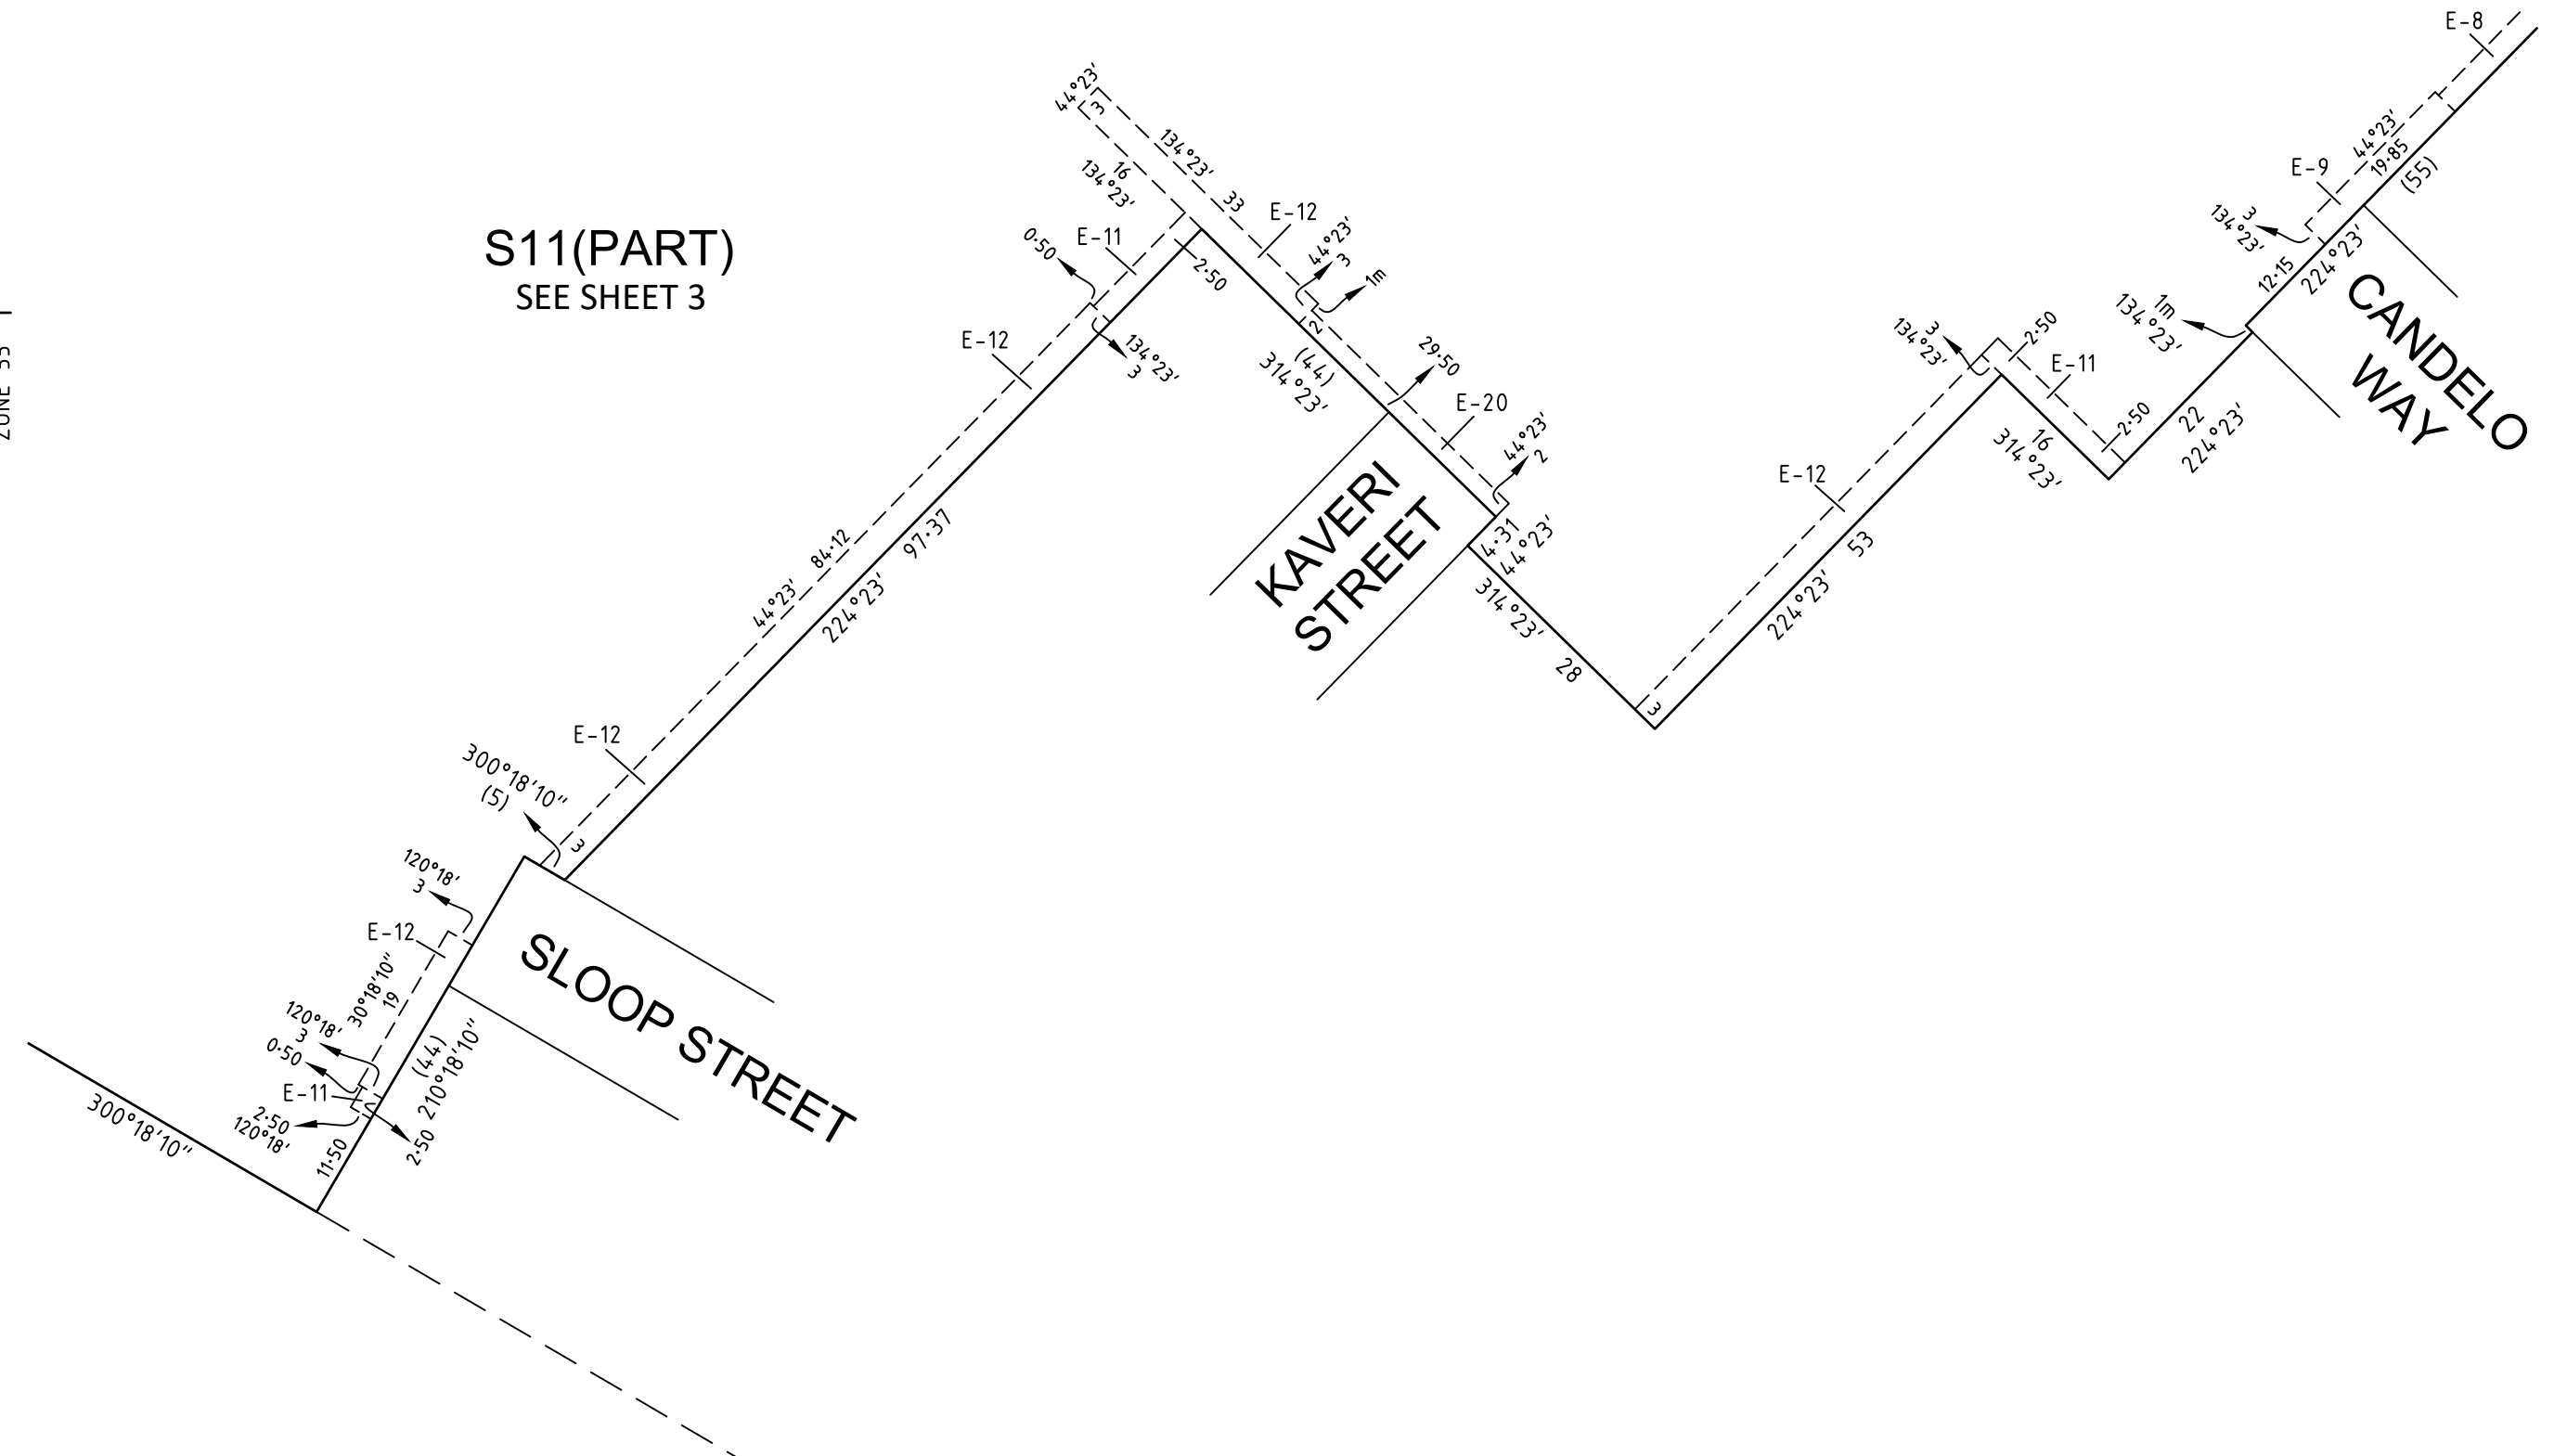 ZONE 55
S11(PART)
SEE SHEET 3
44°23'
3
134°23'
33
16
134°23'
E-12
44°23'
3
1m
0·50
E-11
2·50
2
(44)
314°23'
29·50
E-20
44°23'
2
E-12
134°23'
3
84·12
44°23'
97·37
224°23'
KAVERI
STREET
4·31
44°23'
314°23'
28
3
E-12
224°23'
53
3
134°23'
2·50
E-11
2·50
16
314°23'
22
224°23'
1m
134°23'
12·15
224°23'
3
134°23'
E-9
44°23'
19·85
(55)
E-8
CANDELO
WAY
E-12
300°18'10"
(5)
3
120°18'
3
E-12
30°18'10"
19
120°18'
3
0·50
E-11
2·50
120°18'
2·50
11·50
(44)
210°18'10"
300°18'10"
SLOOP STREET